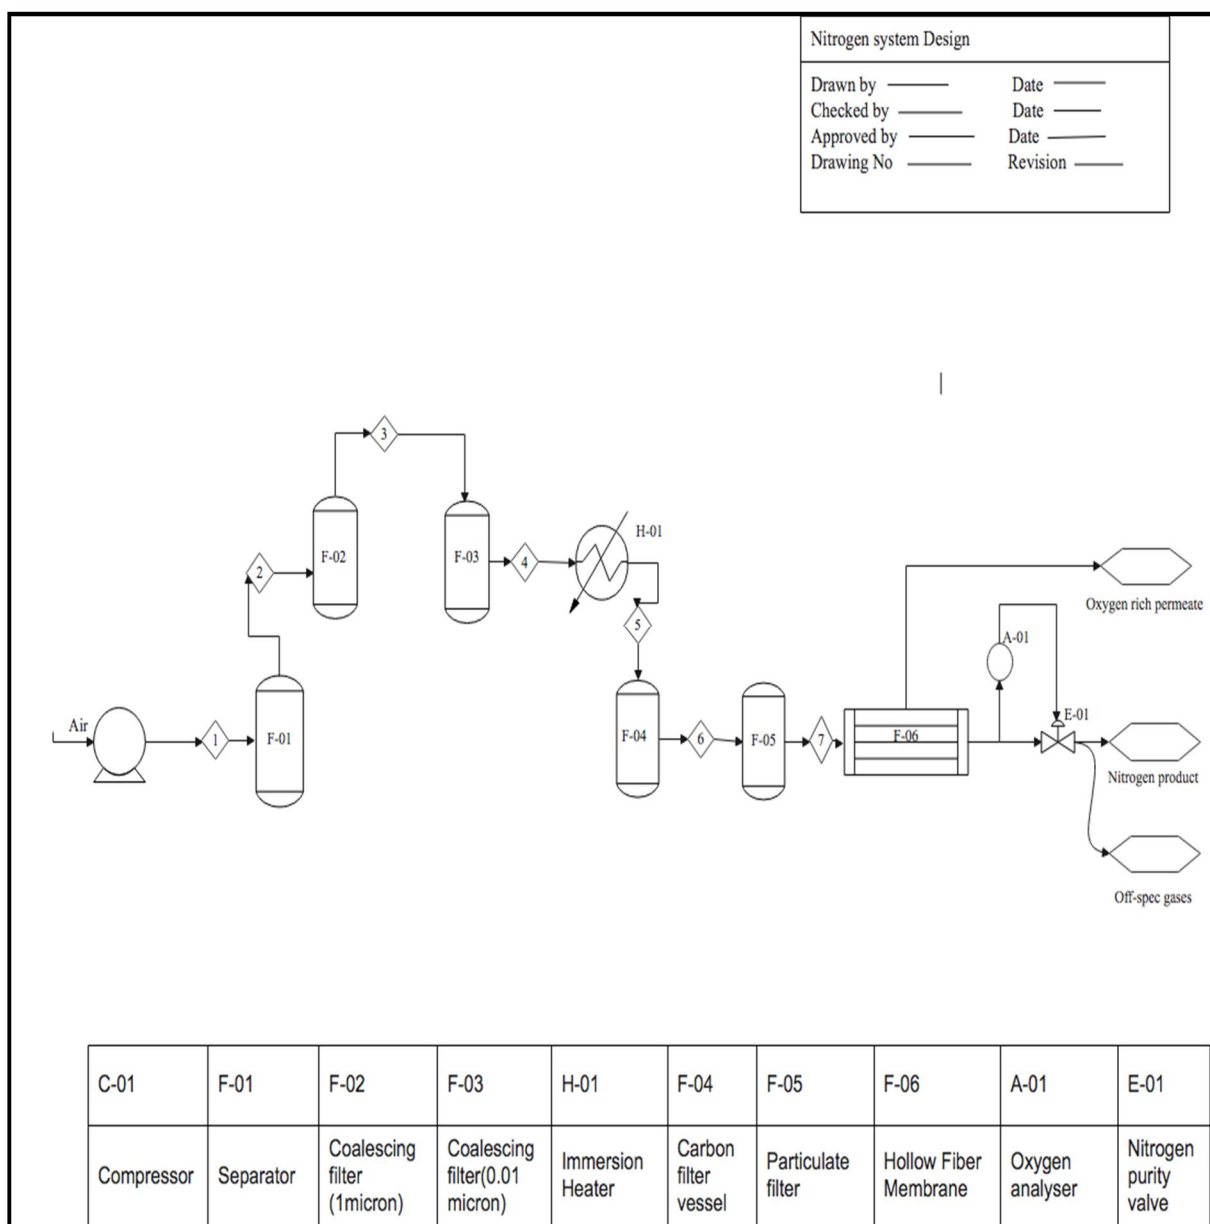 Nitrogen system Design
Drawn by Date
Checked by Date
Approved by Date
Drawing No Revision
3
H-01
F-02
F-03
4
2
Oxygen rich permeate
5
A-01
E-01
Air
1
F-01
F-04
6
F-05
7
F-06
Nitrogen product
Off-spec gases
C-01 F-01 F-02 F-03 H-01 F-04 F-05 F-06 A-01 E-01
Compressor
Separator
Coalescing
filter
(1micron)
Coalescing
filter(0.01
micron)
Immersion
Heater
Carbon
filter
vessel
Particulate
filter
Hollow Fiber
Membrane
Oxygen
analyser
Nitrogen
purity
valve